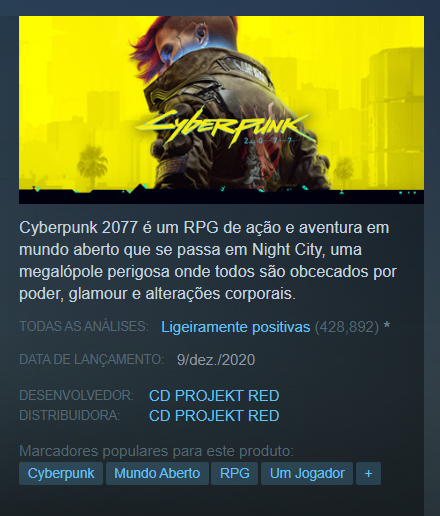 Cyberpunk
2077
Cyberpunk 2077 é um RPG de ação e aventura em
mundo aberto que se passa em Night City, uma
megalópole perigosa onde todos são obcecados por
poder, glamour e alterações corporais.
TODAS AS ANÁLISES: Ligeiramente positivas (428,892) *
DATA DE LANÇAMENTO: 9/dez./2020
DESENVOLVEDOR: CD PROJEKT RED
DISTRIBUIDORA: CD PROJEKT RED
Marcadores populares para este produto:
Cyberpunk Mundo Aberto RPG Um Jogador +